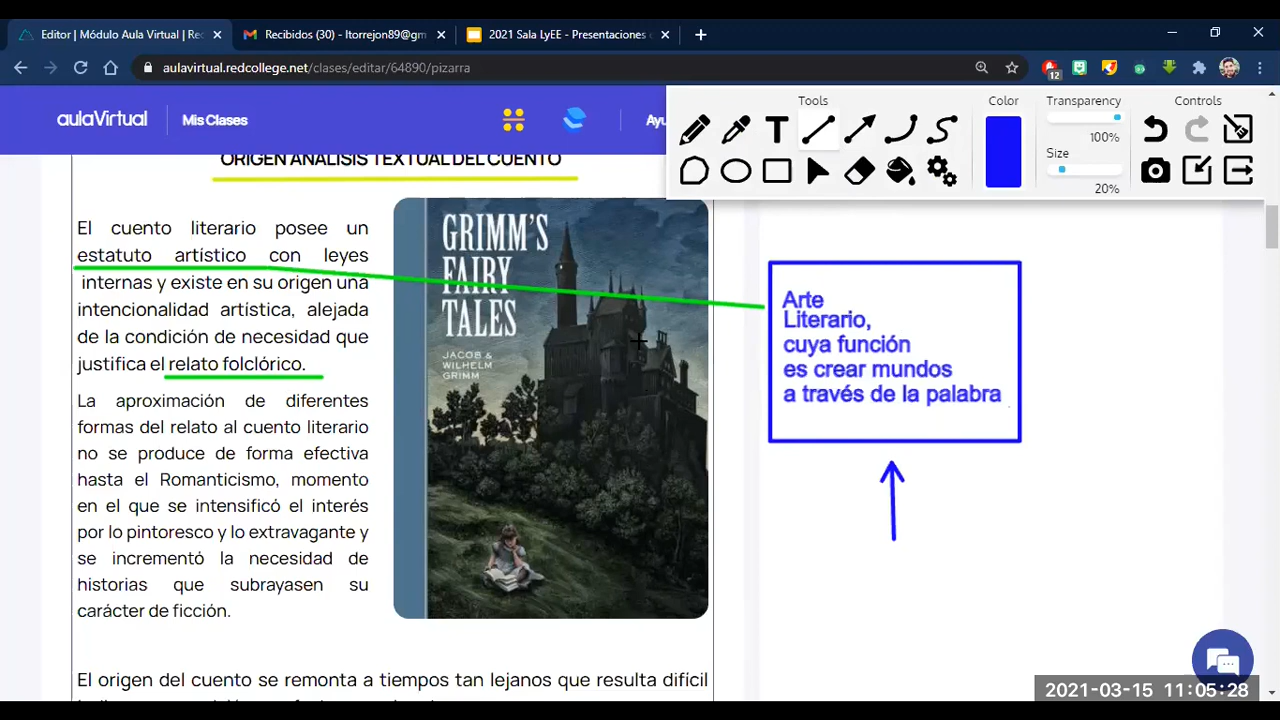 Editor | Módulo Aula Virtual | Rec
Recibidos (30) - ltorrejon89@gm
2021 Sala LyEE - Presentaciones
aulavirtual.redcollege.net/clases/editar/64890/pizarra
12
aulaVirtual
Mis Clases
Ayu
Tools
Color
Transparency
100%
Size
20%
Controls
ORIGEN ANÁLISIS TEXTUAL DEL CUENTO
El cuento literario posee un
estatuto artístico con leyes
internas y existe en su origen una
intencionalidad artística, alejada
de la condición de necesidad que
justifica el relato folclórico.
La aproximación de diferentes
formas del relato al cuento literario
no se produce de forma efectiva
hasta el Romanticismo, momento
en el que se intensificó el interés
por lo pintoresco y lo extravagante y
se incrementó la necesidad de
historias que subrayasen su
carácter de ficción.
GRIMM'S
FAIRY
TALES
JACOB &
WILHELM
GRIMM
Arte
Literario,
cuya función
es crear mundos
a través de la palabra
El origen del cuento se remonta a tiempos tan lejanos que resulta difícil
2021-03-15 11:05:28